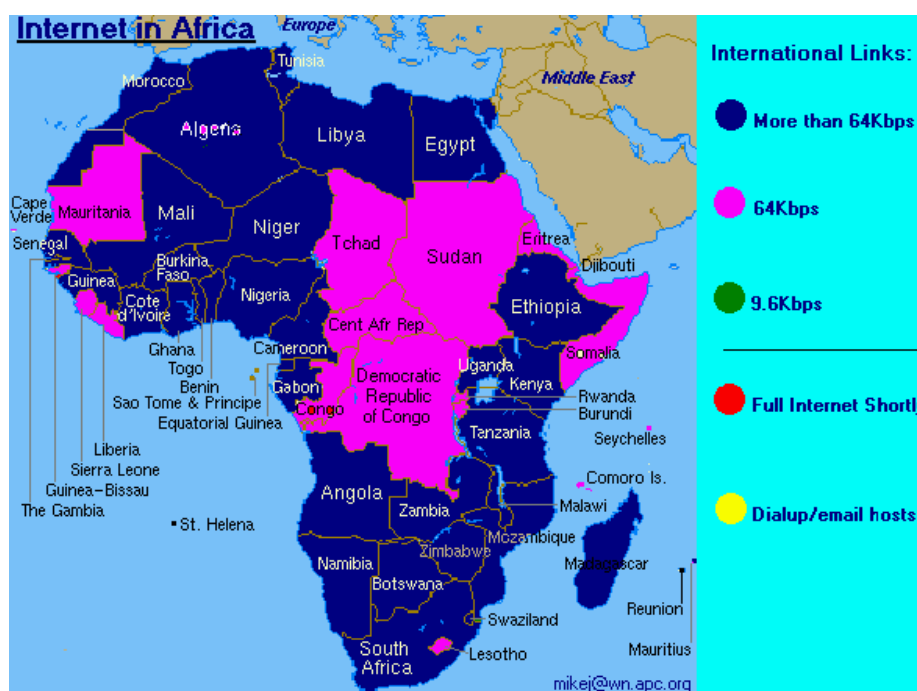 Internet in Africa
Europe
Tunisia
Middle East
Morocco
Algens
Libya
Egypt
Cape
Verde
Mauritania
Mali
Niger
Tchad
Sudan
Eritrea
Djibouti
Senegal
Burkina
Faso
Guinea
Nigeria
Ethiopia
Cote
d'Ivoire
Cent Afr Rep
Ghana
Togo
Benin
Cameroon
Uganda
Kenya
Somalia
Sao Tome & Principe
Gabon
Democratic
Republic
of Congo
Congo
Equatorial Guinea
Rwanda
Burundi
Tanzania
Seychelles
Liberia
Sierra Leone
Guinea-Bissau
The Gambia
Comoro Is.
Angola
Zambia
Malawi
St. Helena
Mozambique
Zimbabwe
Madagascar
Namibia
Botswana
Reunion
Swaziland
South
Africa
Lesotho
Mauritius
mikej@wn.apc.org
International Links:
More than 64Kbps
64Kbps
9.6Kbps
Full Internet Shortl
Dialup/email hosts